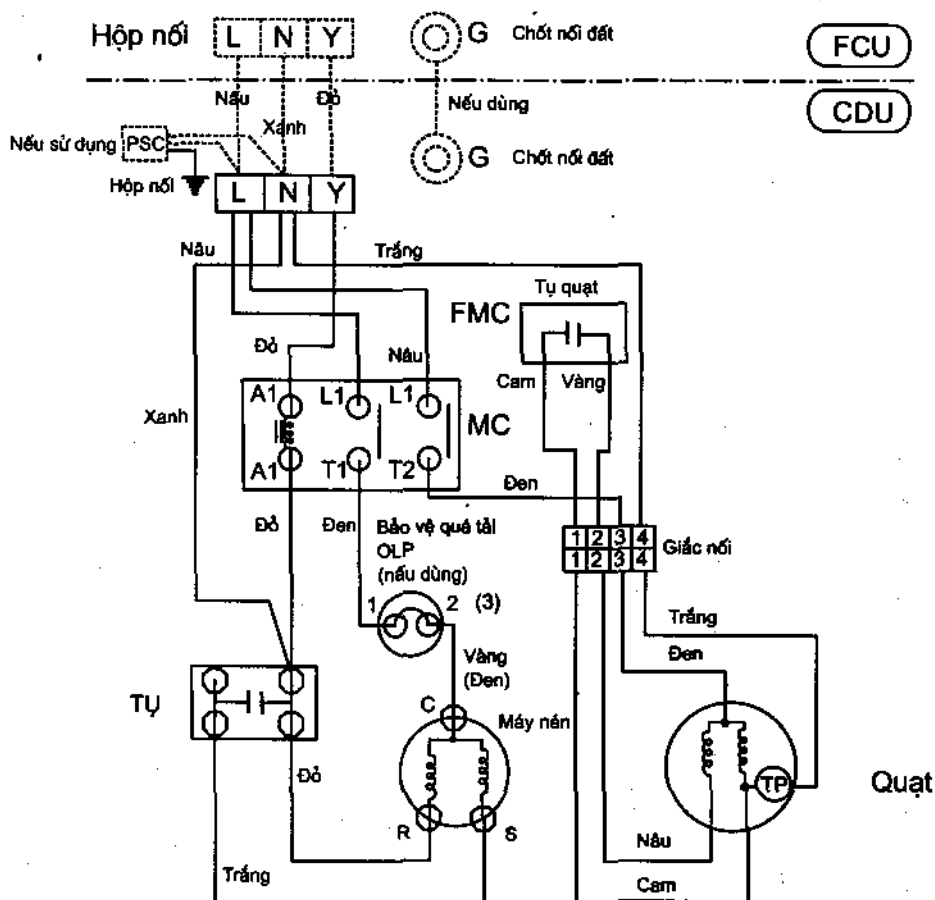 Hộp nối L N Y G Chốt nối đất FCU
Nấu Đỏ Nếu dùng CDU
Xanh
Nếu sử dụng PSC
G Chốt nối đất
Hộp nối L N Y
Nâu Trắng
Tụ quạt
FMC
Đỏ Nâu
Cam Vàng
A1 L1 L1
Xanh MC
A1 T1 T2
Đen
Đỏ Đen Bảo vệ quá tải
OLP
(nấu dùng)
1 2 3 4
1 2 3 4
Giắc nối
1 2 (3)
Trắng
Đen
Vàng
(Đen)
TỤ C Máy nán
Đỏ TP Quạt
R S
Nâu
Trắng Cam